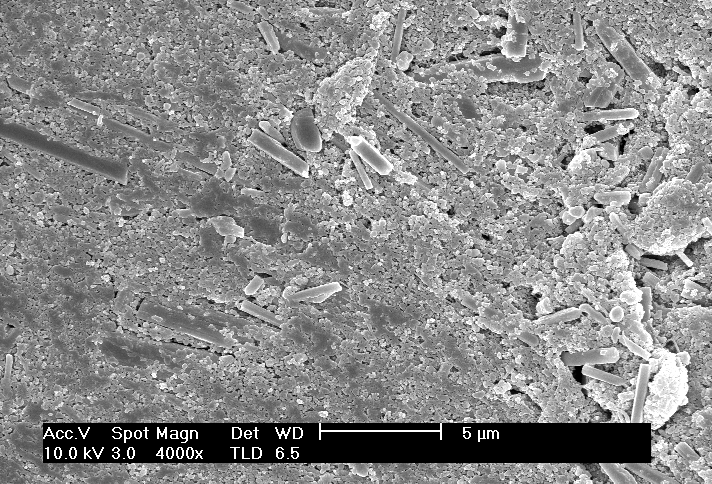 Acc.V Spot Magn Det WD 5 µm
10.0 kV 3.0 4000x TLD 6.5